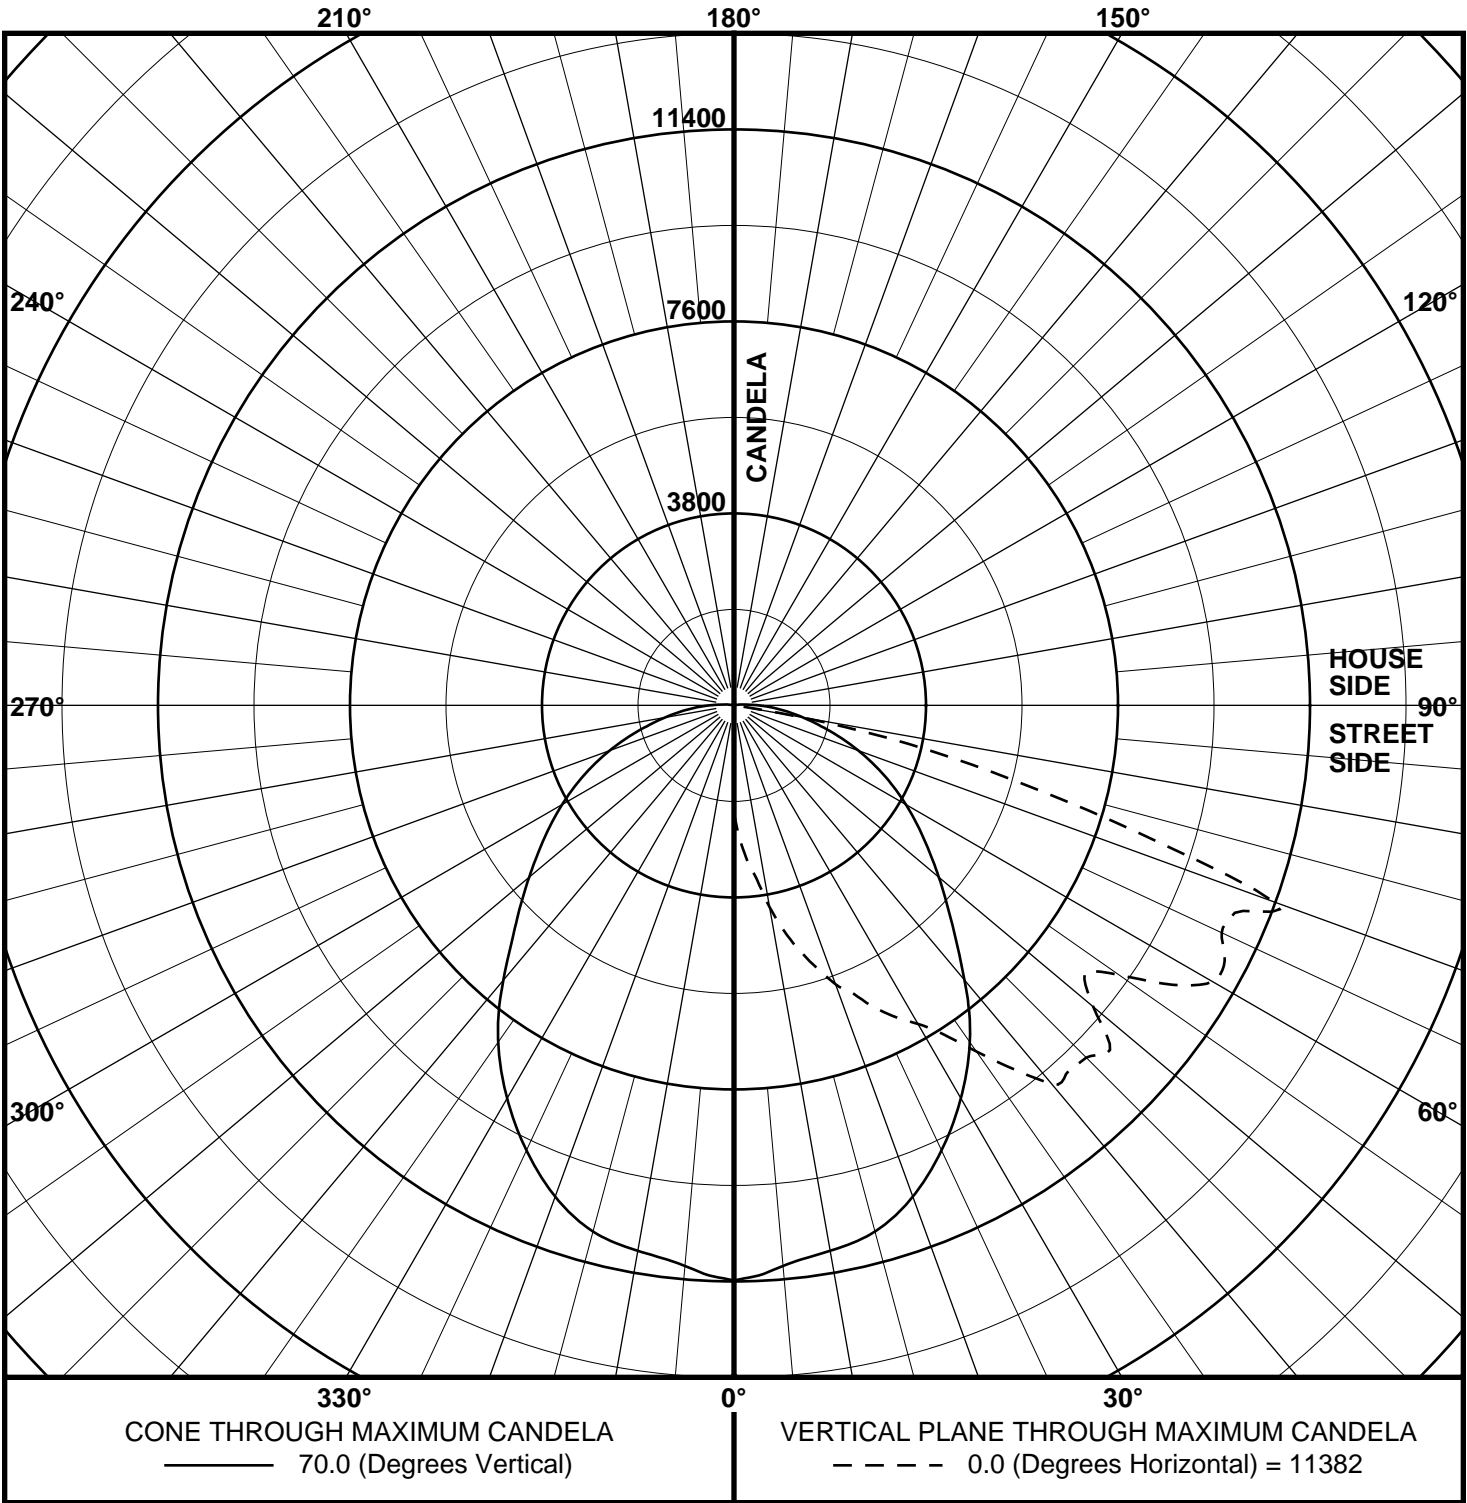 210°
180°
150°
11400
240°
120°
7600
CANDELA
3800
HOUSE
SIDE
270°
90°
STREET
SIDE
300°
60°
330°
0°
30°
CONE THROUGH MAXIMUM CANDELA
70.0 (Degrees Vertical)
VERTICAL PLANE THROUGH MAXIMUM CANDELA
0.0 (Degrees Horizontal) = 11382